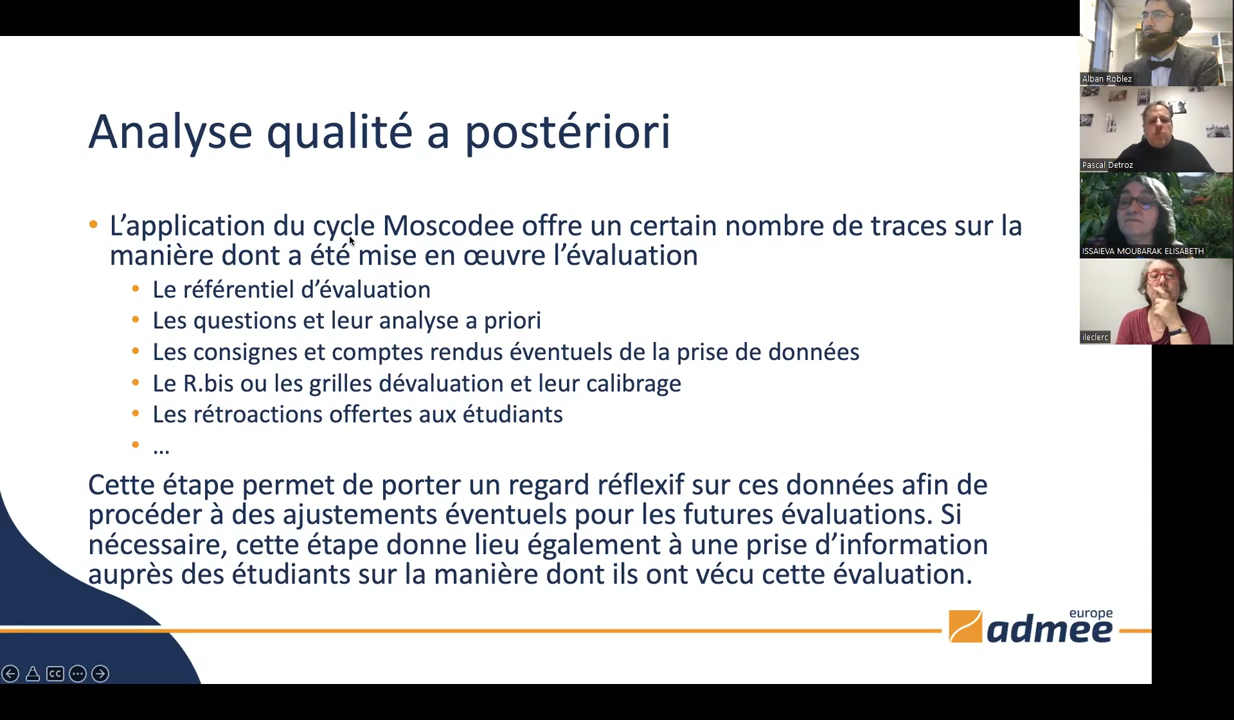 Analyse qualité a postériori
• L’application du cycle Moscodee offre un certain nombre de traces sur la
manière dont a été mise en œuvre l’évaluation
• Le référentiel d’évaluation
• Les questions et leur analyse a priori
• Les consignes et comptes rendus éventuels de la prise de données
• Le R.bis ou les grilles dévaluation et leur calibrage
• Les rétroactions offertes aux étudiants
• …
Cette étape permet de porter un regard réflexif sur ces données afin de
procéder à des ajustements éventuels pour les futures évaluations. Si
nécessaire, cette étape donne lieu également à une prise d’information
auprès des étudiants sur la manière dont ils ont vécu cette évaluation.
europe
admee
CC
Alban Roblez
Pascal Detroz
ISSAIEVA MOUBARAK ELISABETH
ileclerc